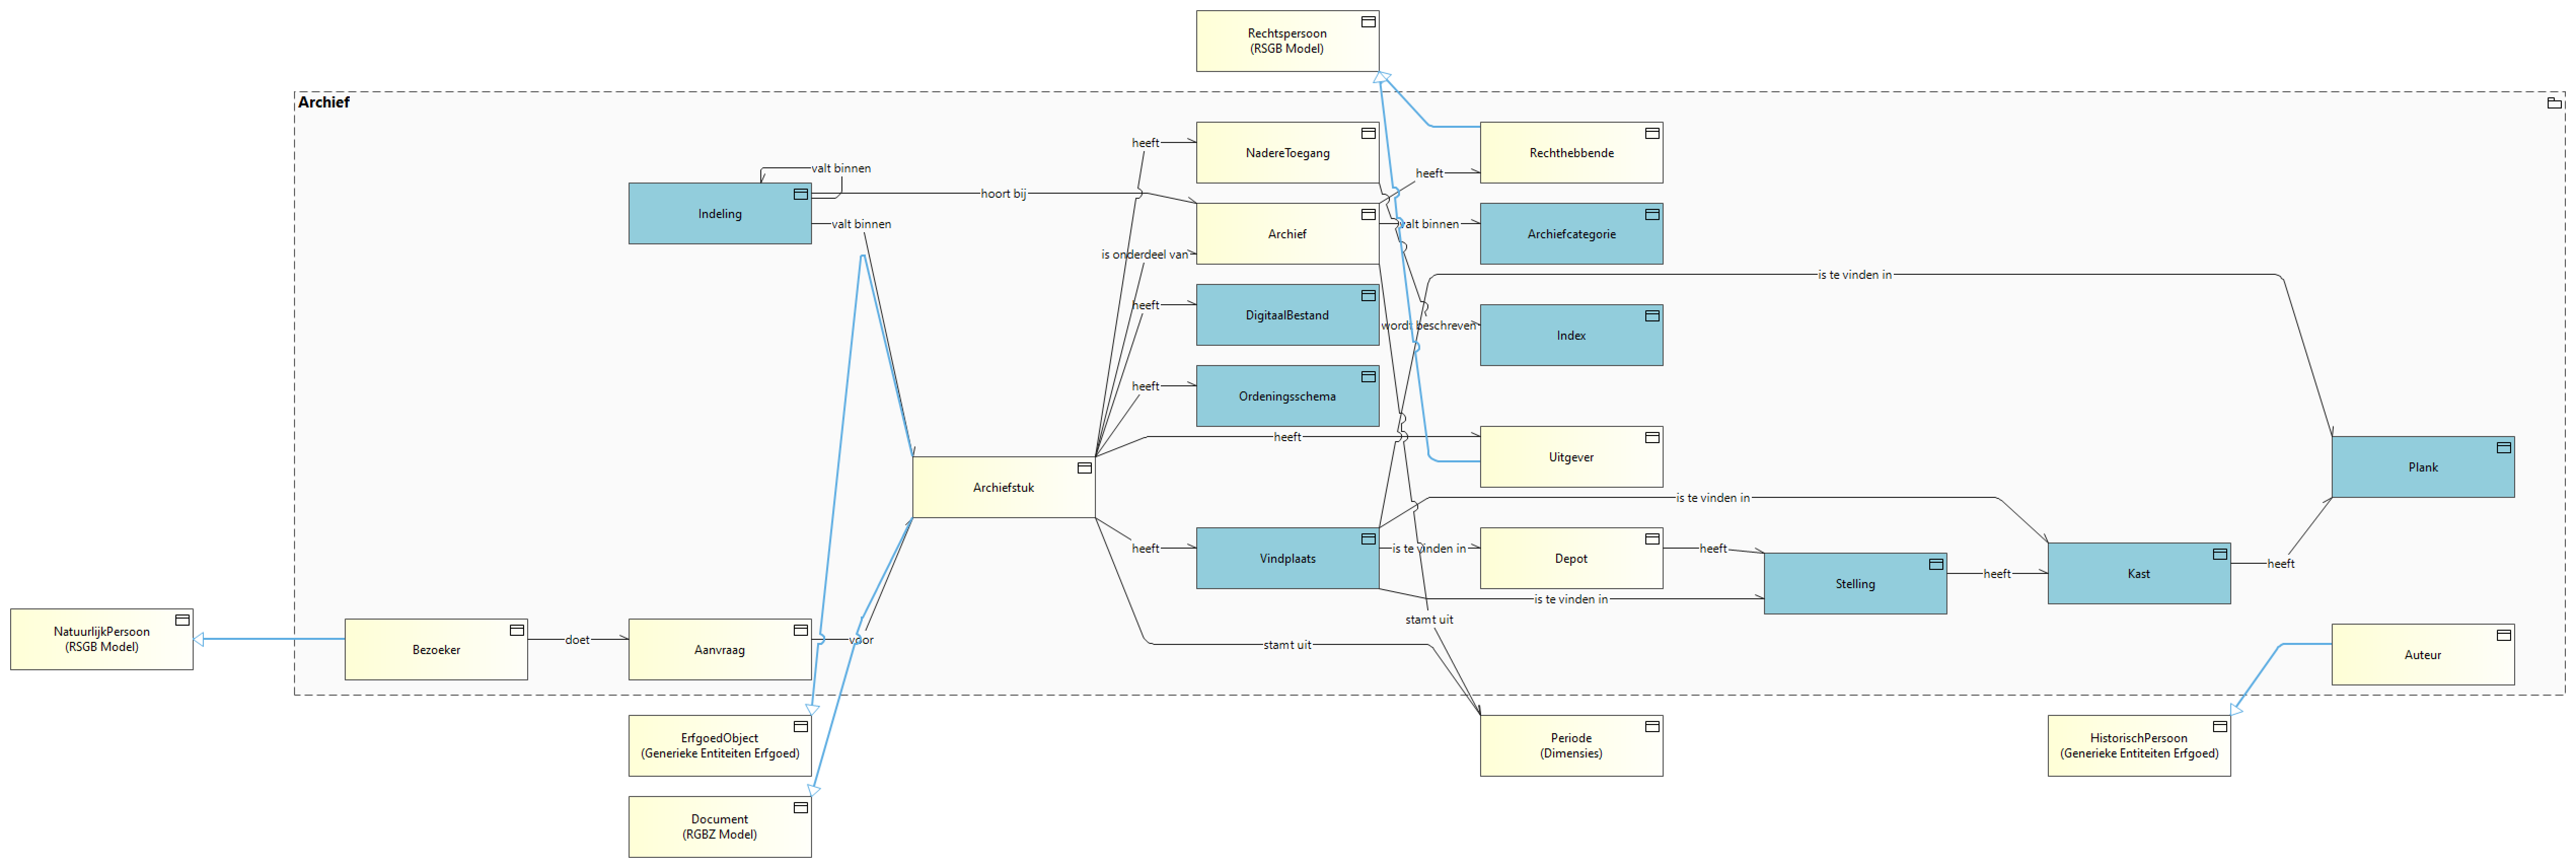 Rechtspersoon
(RSGB Model)
Archief
heeft
NadereToegang
Rechthebbende
valt binnen
heeft
Indeling
hoort bij
valt binnen
Archief
valt binnen
Archiefcategorie
is onderdeel van
is te vinden in
heeft
DigitaalBestand
wordt beschreven
Index
heeft
Ordeningsschema
heeft
Uitgever
Plank
Archiefstuk
is te vinden in
heeft
Vindplaats
is te vinden in
Depot
heeft
Stelling
heeft
Kast
heeft
is te vinden in
stamt uit
NatuurlijkPersoon
(RSGB Model)
Bezoeker
doet
Aanvraag
voor
stamt uit
Auteur
ErfgoedObject
(Generieke Entiteiten Erfgoed)
Periode
(Dimensies)
HistorischPersoon
(Generieke Entiteiten Erfgoed)
Document
(RGBZ Model)